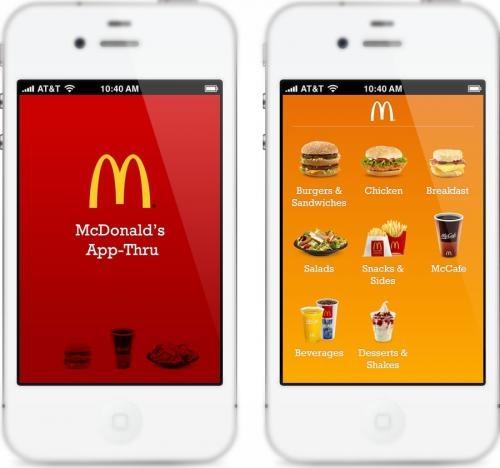 AT&T 10:40 AM
McDonald's
App-Thru
AT&T 10:40 AM
Burgers &
Sandwiches
Chicken
Breakfast
Salads
Snacks &
Sides
McCafe
Beverages
Desserts &
Shakes